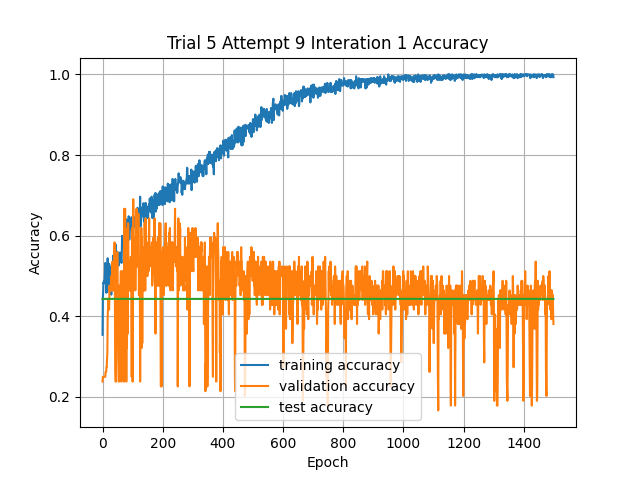 Trial 5 Attempt 9 Interation 1 Accuracy
1.0
0.8
0.6
0.4
0.2
Accuracy
training accuracy
validation accuracy
test accuracy
0 200 400 600 800 1000 1200 1400
Epoch